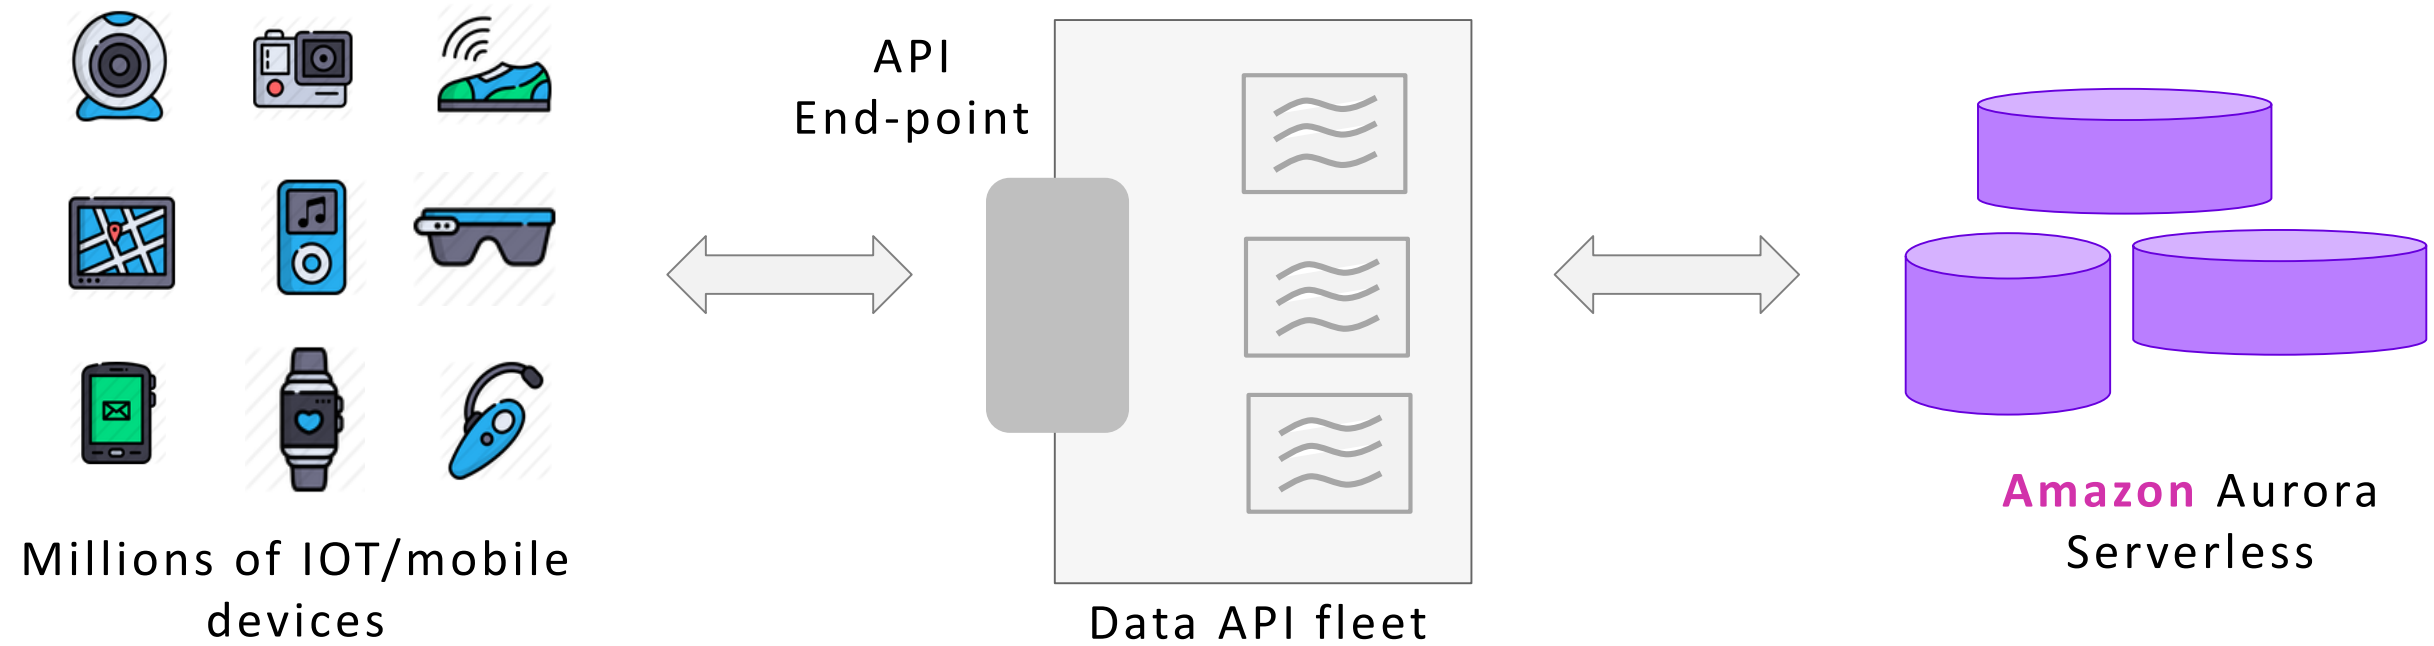 API
End-point
Millions of IOT/mobile
devices
Data API fleet
Amazon Aurora
Serverless